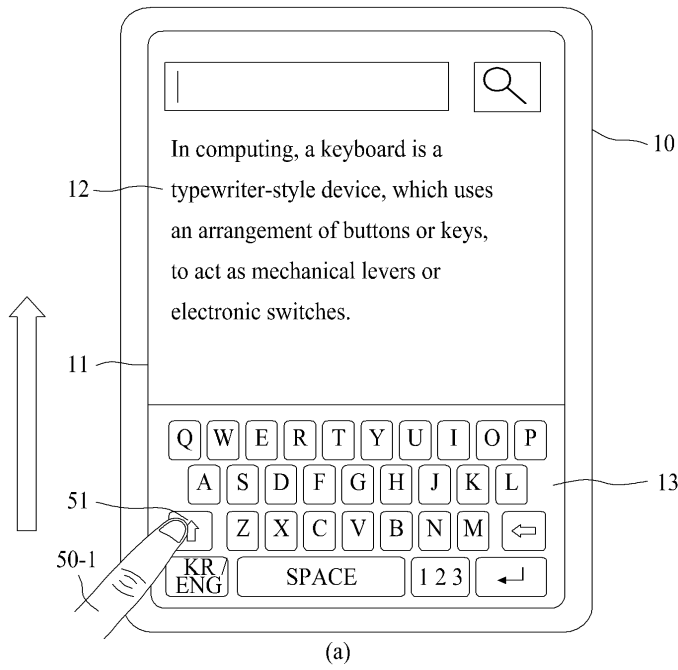 10
In computing, a keyboard is a
12 typewriter-style device, which uses
an arrangement of buttons or keys,
to act as mechanical levers or
electronic switches.
11
Q W E R T Y U I O P
A S D F G H J K L
13
51
Z X C V B N M
50-1
KR / ENG SPACE 1 2 3
(a)